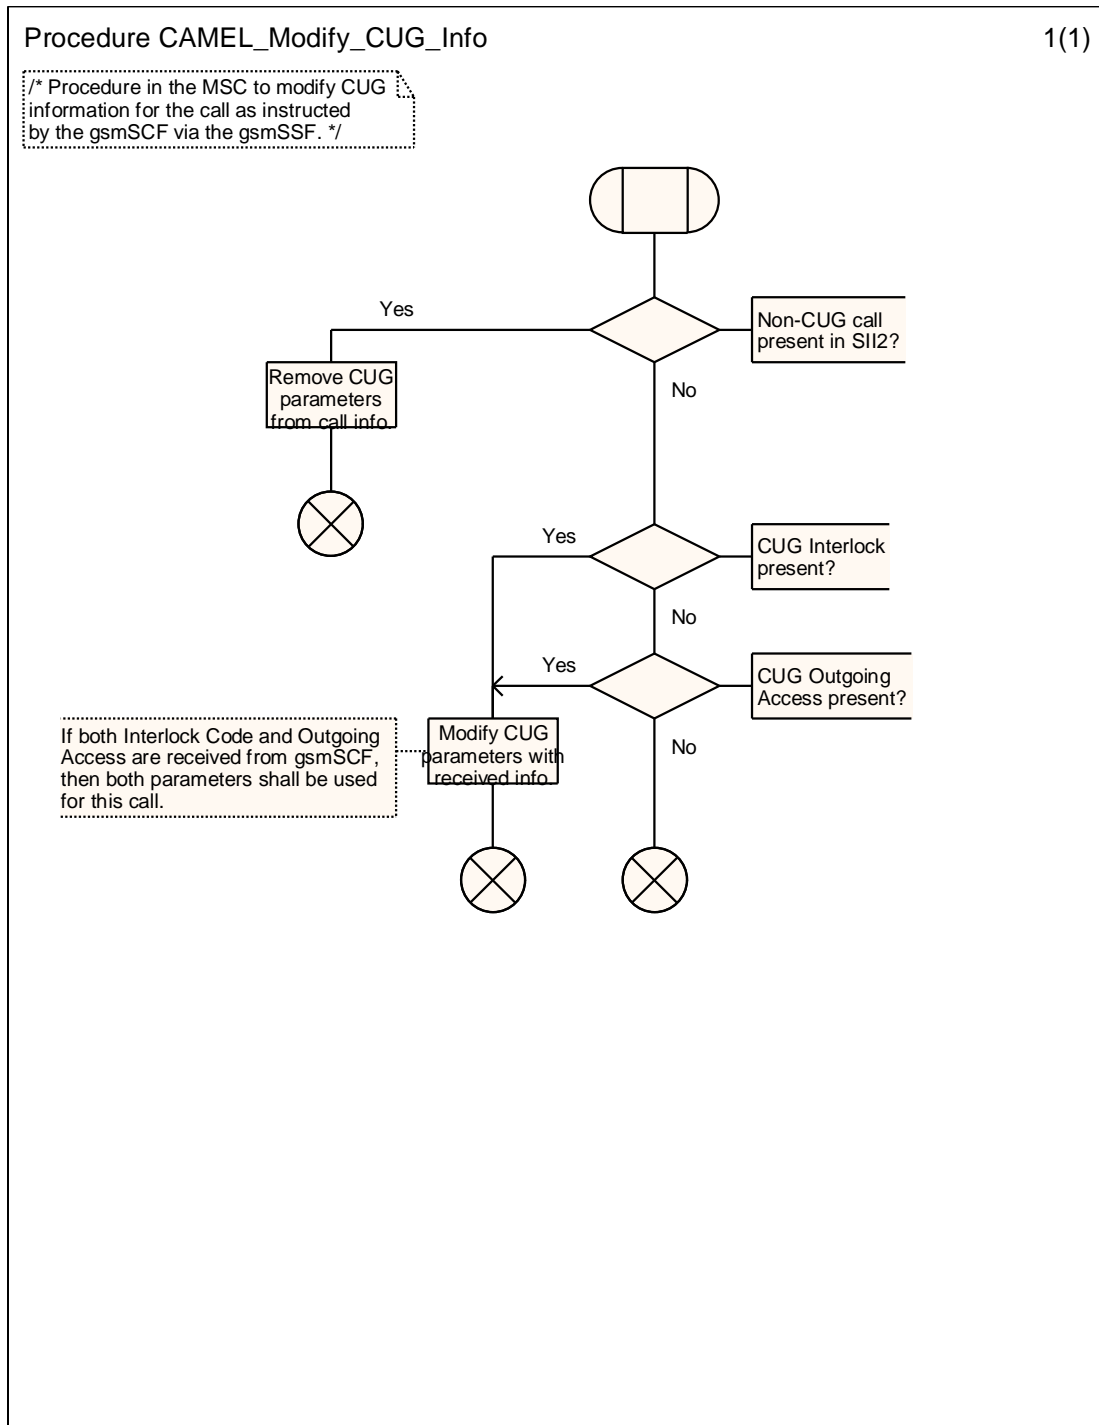 Procedure CAMEL_Modify_CUG_Info
1(1)
/* Procedure in the MSC to modify CUG
information for the call as instructed
by the gsmSCF via the gsmSSF. */
Yes
Non-CUG call
present in SII2?
Remove CUG
parameters
from call info.
No
Yes
CUG Interlock
present?
No
Yes
CUG Outgoing
Access present?
If both Interlock Code and Outgoing
Access are received from gsmSCF,
then both parameters shall be used
for this call.
Modify CUG
parameters with
received info.
No